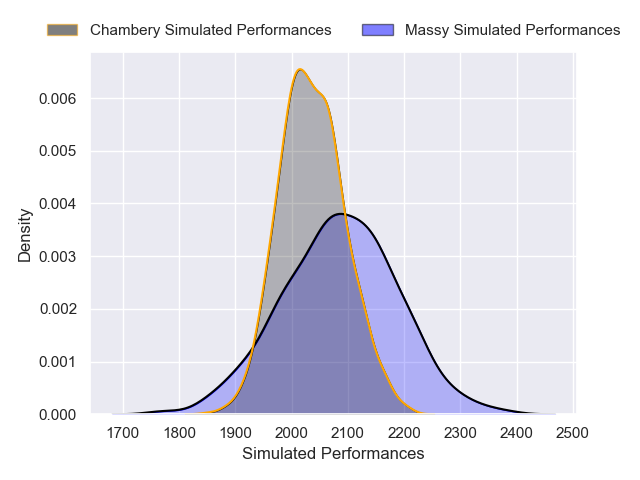 Chambery Simulated Performances Massy Simulated Performances
0.006
0.005
0.004
0.003
0.002
0.001
0.000
Density
1700 1800 1900 2000 2100 2200 2300 2400 2500
Simulated Performances